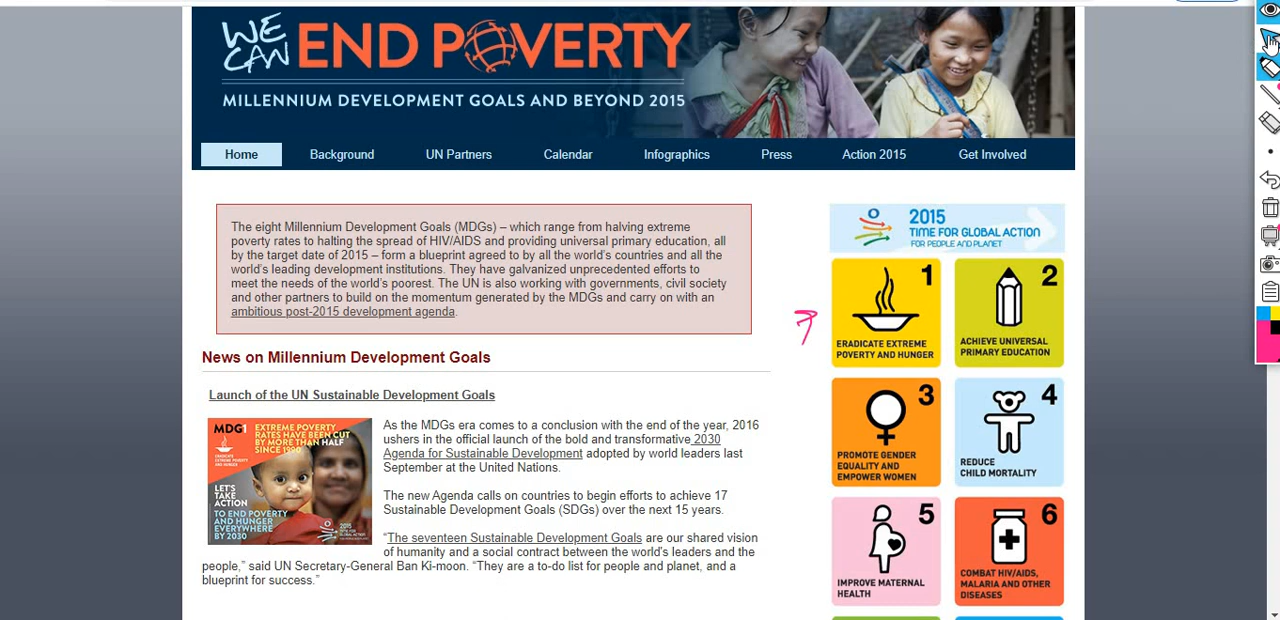 WE CAN END POVERTY
MILLENNIUM DEVELOPMENT GOALS AND BEYOND 2015
Home Background UN Partners Calendar Infographics Press Action 2015 Get Involved
The eight Millennium Development Goals (MDGs) – which range from halving extreme
poverty rates to halting the spread of HIV/AIDS and providing universal primary education, all
by the target date of 2015 – form a blueprint agreed to by all the world's countries and all the
world's leading development institutions. They have galvanized unprecedented efforts to
meet the needs of the world's poorest. The UN is also working with governments, civil society
and other partners to build on the momentum generated by the MDGs and carry on with an
ambitious post-2015 development agenda.
News on Millennium Development Goals
Launch of the UN Sustainable Development Goals
MDG1 EXTREME POVERTY
RATES HAVE BEEN CUT
BY MORE THAN HALF
SINCE 1990
ERADICATE EXTREME
POVERTY AND HUNGER
LET'S
TAKE
ACTION
TO END POVERTY
AND HUNGER
EVERYWHERE
BY 2030
2015
TIME FOR
GLOBAL ACTION
As the MDGs era comes to a conclusion with the end of the year, 2016
ushers in the official launch of the bold and transformative 2030
Agenda for Sustainable Development adopted by world leaders last
September at the United Nations.
The new Agenda calls on countries to begin efforts to achieve 17
Sustainable Development Goals (SDGs) over the next 15 years.
“The seventeen Sustainable Development Goals are our shared vision
of humanity and a social contract between the world's leaders and the
people,” said UN Secretary-General Ban Ki-moon. “They are a to-do list for people and planet, and a
blueprint for success.”
2015
TIME FOR GLOBAL ACTION
FOR PEOPLE AND PLANET
1
ERADICATE EXTREME
POVERTY AND HUNGER
2
ACHIEVE UNIVERSAL
PRIMARY EDUCATION
3
PROMOTE GENDER
EQUALITY AND
EMPOWER WOMEN
4
REDUCE
CHILD MORTALITY
5
IMPROVE MATERNAL
HEALTH
6
COMBAT HIV/AIDS,
MALARIA AND OTHER
DISEASES